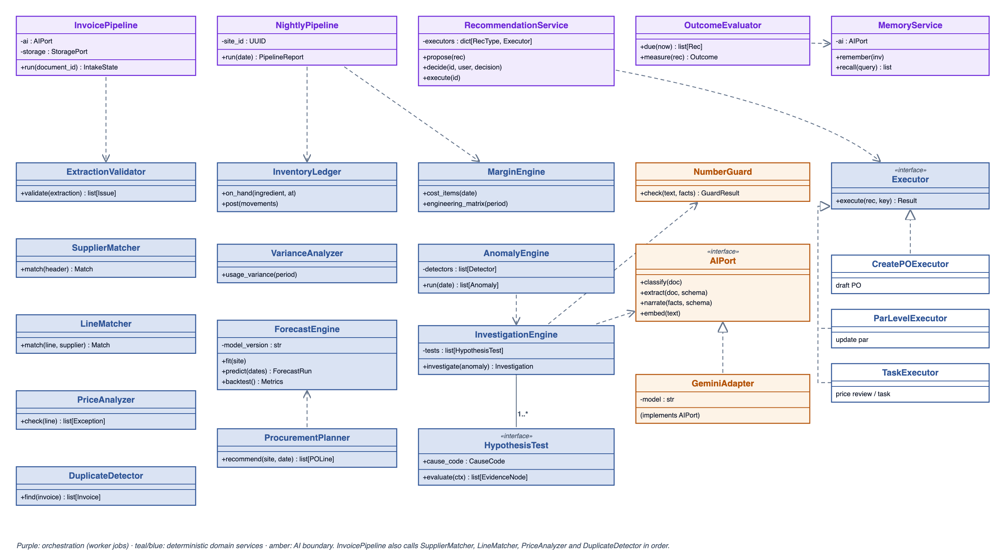 InvoicePipeline
-ai : AIPort
-storage : StoragePort
+run(document_id) : IntakeState
NightlyPipeline
-site_id : UUID
+run(date) : PipelineReport
RecommendationService
-executors : dict[RecType, Executor]
+propose(rec)
+decide(id, user, decision)
+execute(id)
OutcomeEvaluator
+due(now) : list[Rec]
+measure(rec) : Outcome
MemoryService
-ai : AIPort
+remember(inv)
+recall(query) : list
ExtractionValidator
+validate(extraction) : list[Issue]
InventoryLedger
+on_hand(ingredient, at)
+post(movements)
MarginEngine
+cost_items(date)
+engineering_matrix(period)
NumberGuard
+check(text, facts) : GuardResult
«interface»
Executor
+execute(rec, key) : Result
SupplierMatcher
+match(header) : Match
VarianceAnalyzer
+usage_variance(period)
AnomalyEngine
-detectors : list[Detector]
+run(date) : list[Anomaly]
«interface»
AIPort
+classify(doc)
+extract(doc, schema)
+narrate(facts, schema)
+embed(text)
CreatePOExecutor
draft PO
LineMatcher
+match(line, supplier) : Match
ForecastEngine
-model_version : str
+fit(site)
+predict(dates) : ForecastRun
+backtest() : Metrics
InvestigationEngine
-tests : list[HypothesisTest]
+investigate(anomaly) : Investigation
1..*
ParLevelExecutor
update par
TaskExecutor
price review / task
GeminiAdapter
-model : str
(implements AIPort)
PriceAnalyzer
+check(line) : list[Exception]
ProcurementPlanner
+recommend(site, date) : list[POLine]
«interface»
HypothesisTest
+cause_code : CauseCode
+evaluate(ctx) : list[EvidenceNode]
DuplicateDetector
+find(invoice) : list[Invoice]
Purple: orchestration (worker jobs) · teal/blue: deterministic domain services · amber: AI boundary. InvoicePipeline also calls SupplierMatcher, LineMatcher, PriceAnalyzer and DuplicateDetector in order.